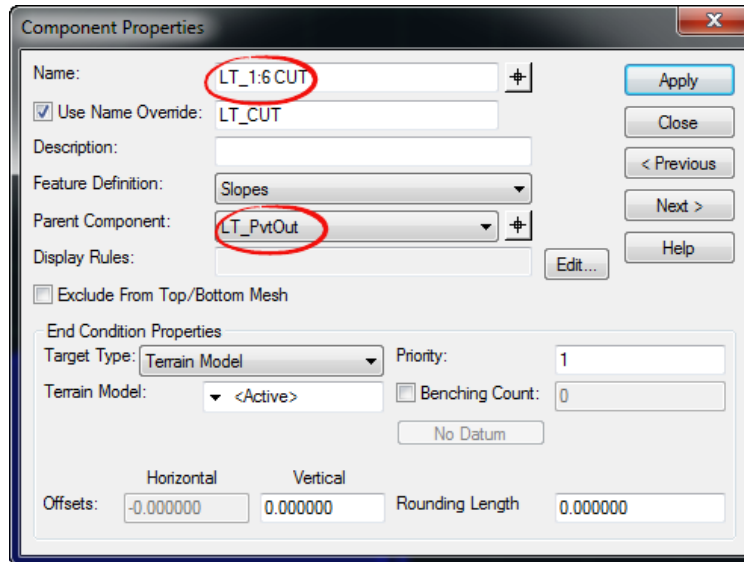 Component Properties
Name: LT_1:6 CUT Apply
Use Name Override: LT_CUT Close
Description: < Previous
Feature Definition: Slopes Next >
Parent Component: LT_PvtOut Help
Display Rules: Edit...
Exclude From Top/Bottom Mesh
End Condition Properties
Target Type: Terrain Model Priority: 1
Terrain Model: <Active> Benching Count: 0
No Datum
Horizontal Vertical
Offsets: -0.000000 0.000000 Rounding Length 0.000000